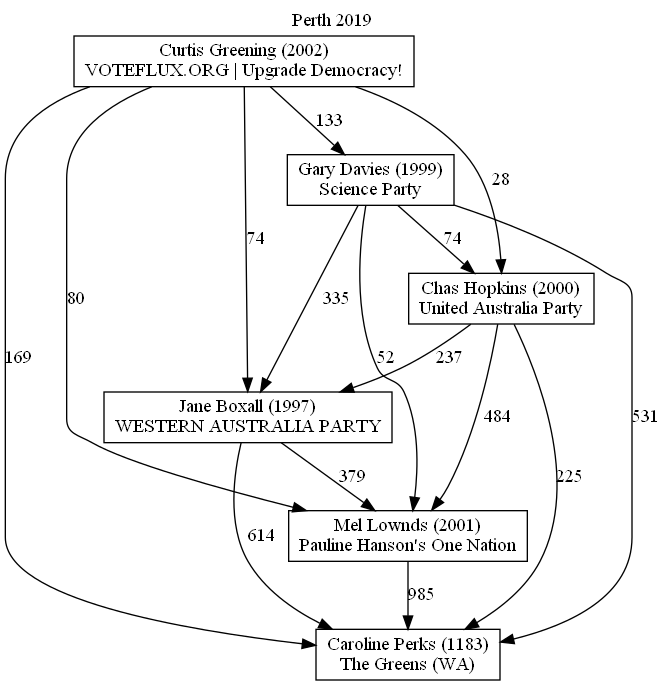 Perth 2019
Curtis Greening (2002)
VOTEFLUX.ORG | Upgrade Democracy!
133
Gary Davies (1999)
Science Party
28
74
74
Chas Hopkins (2000)
United Australia Party
80
335
169
52
237
Jane Boxall (1997)
WESTERN AUSTRALIA PARTY
484
531
379
225
Mel Lownds (2001)
Pauline Hanson's One Nation
614
985
Caroline Perks (1183)
The Greens (WA)